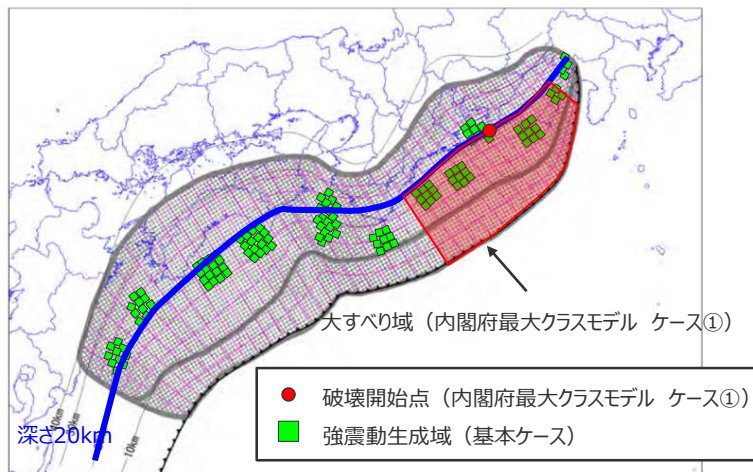 大すべり域（内閣府最大クラスモデル ケース①）
破壊開始点（内閣府最大クラスモデル ケース①）
強震動生成域（基本ケース）
深さ20km
10km